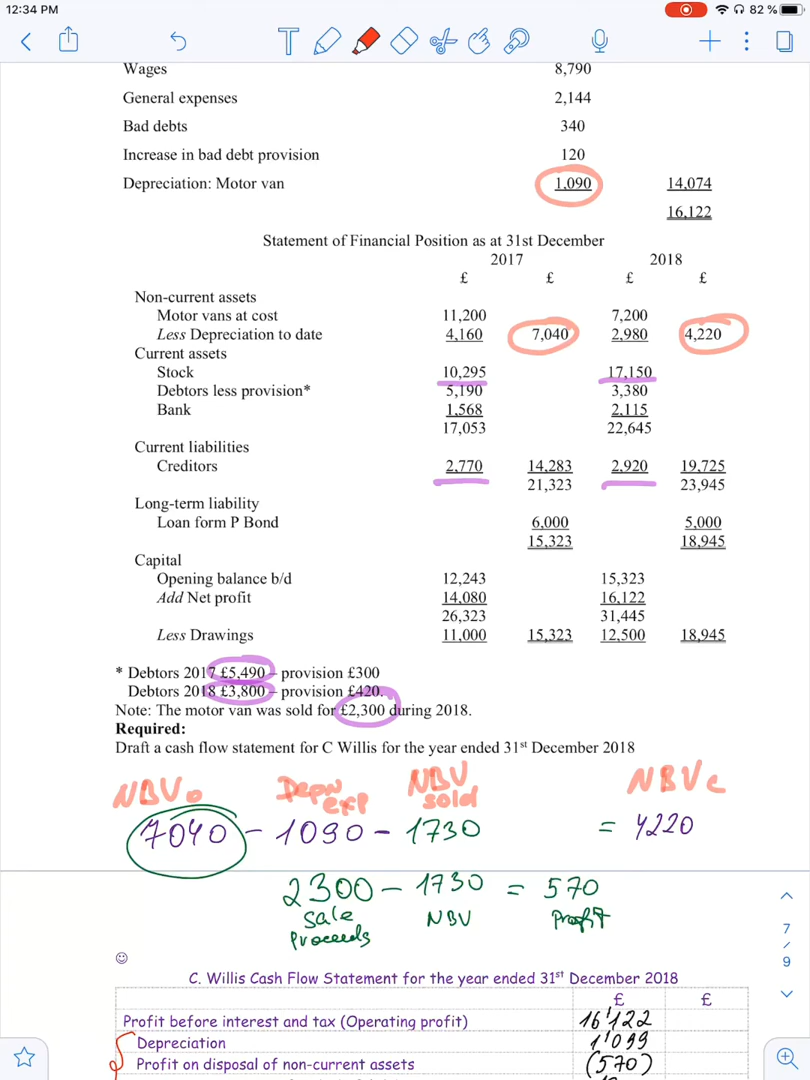 12:34 PM 82 %
Wages 8,790
General expenses 2,144
Bad debts 340
Increase in bad debt provision 120
Depreciation: Motor van 1,090 14,074
16,122
Statement of Financial Position as at 31st December
2017 2018
£ £ £ £
Non-current assets
Motor vans at cost 11,200 7,200
Less Depreciation to date 4,160 7,040 2,980 4,220
Current assets
Stock 10,295 17,150
Debtors less provision* 5,190 3,380
Bank 1,568 2,115
17,053 22,645
Current liabilities
Creditors 2,770 14,283 2,920 19,725
21,323 23,945
Long-term liability
Loan form P Bond 6,000 5,000
15,323 18,945
Capital
Opening balance b/d 12,243 15,323
Add Net profit 14,080 16,122
26,323 31,445
Less Drawings 11,000 15,323 12,500 18,945
* Debtors 2017 £5,490 – provision £300
Debtors 2018 £3,800 – provision £420.
Note: The motor van was sold for £2,300 during 2018.
Required:
Draft a cash flow statement for C Willis for the year ended 31st December 2018
NBVo Depn exp NBV sold NBVc
7040 - 1090 - 1730 = 4220
2300 - 1730 = 570
Sale proceeds NBV Profit
7
/
9
C. Willis Cash Flow Statement for the year ended 31st December 2018
£ £
Profit before interest and tax (Operating profit) 16'122
Depreciation 1'099
Profit on disposal of non-current assets (570)